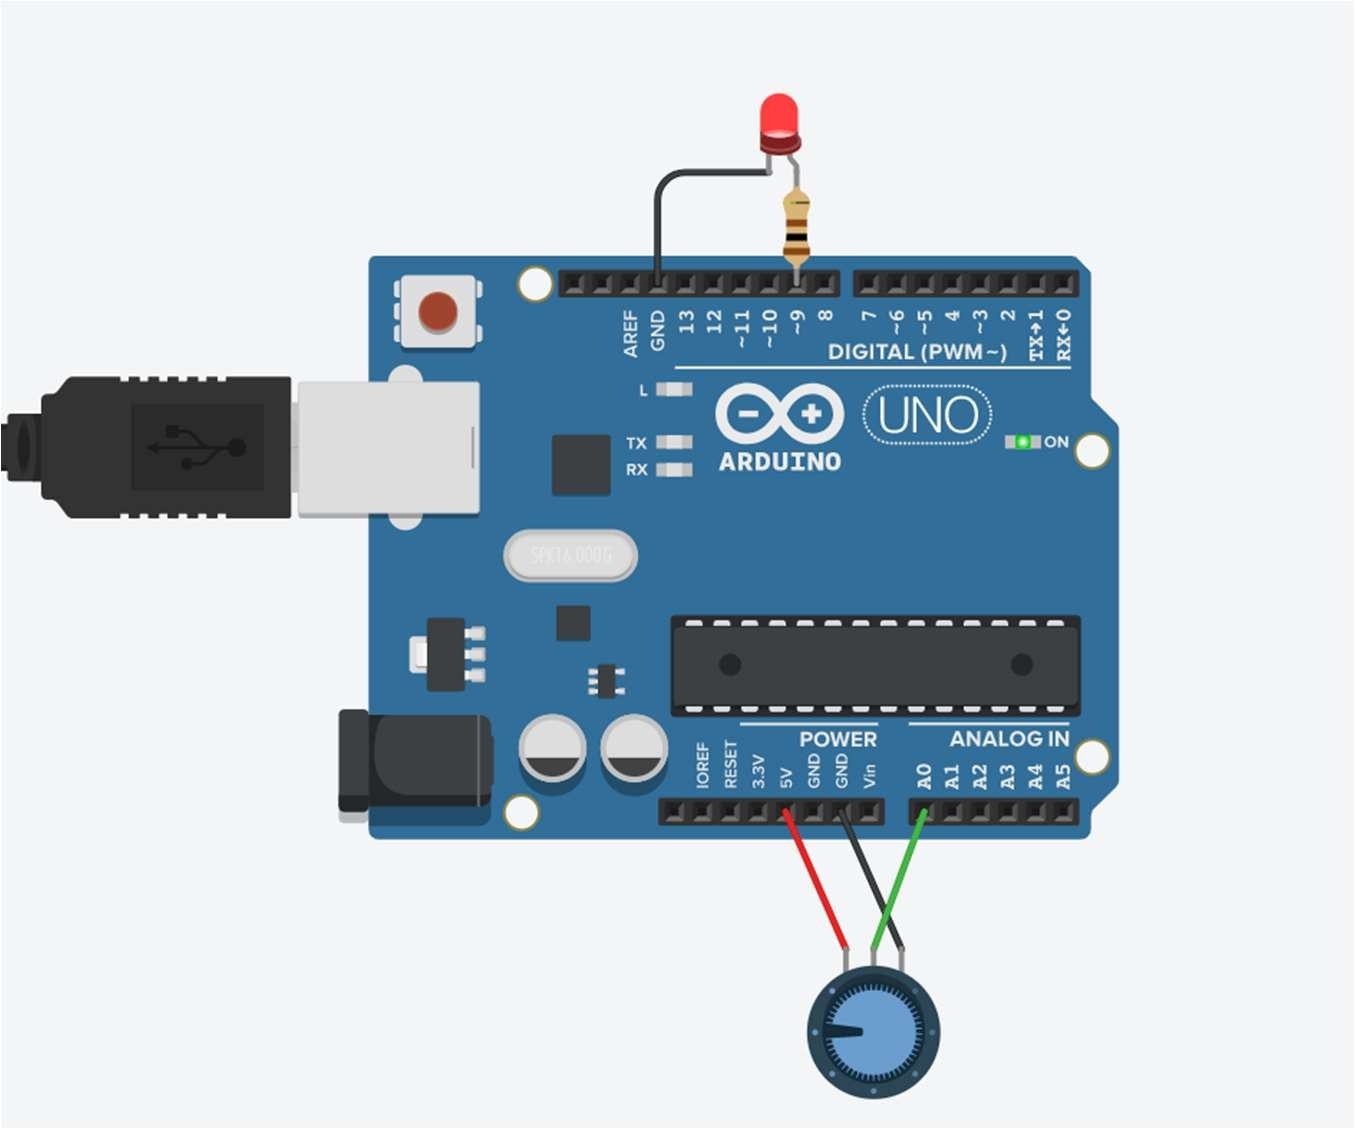 AREF
GND
13
12
~11
~10
~9
8
7
~6
~5
4
~3
2
TX→1
RX←0
DIGITAL (PWM~)
L
TX
RX
ARDUINO
UNO
ON
SPK16.000G
POWER
ANALOG IN
IOREF
RESET
3.3V
5V
GND
GND
Vin
A0
A1
A2
A3
A4
A5